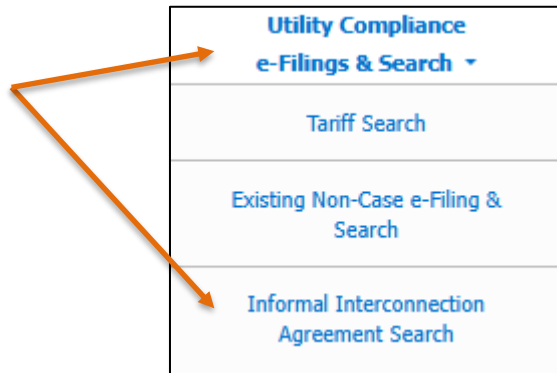 Utility Compliance
e-Filings & Search
Tariff Search
Existing Non-Case e-Filing &
Search
Informal Interconnection
Agreement Search